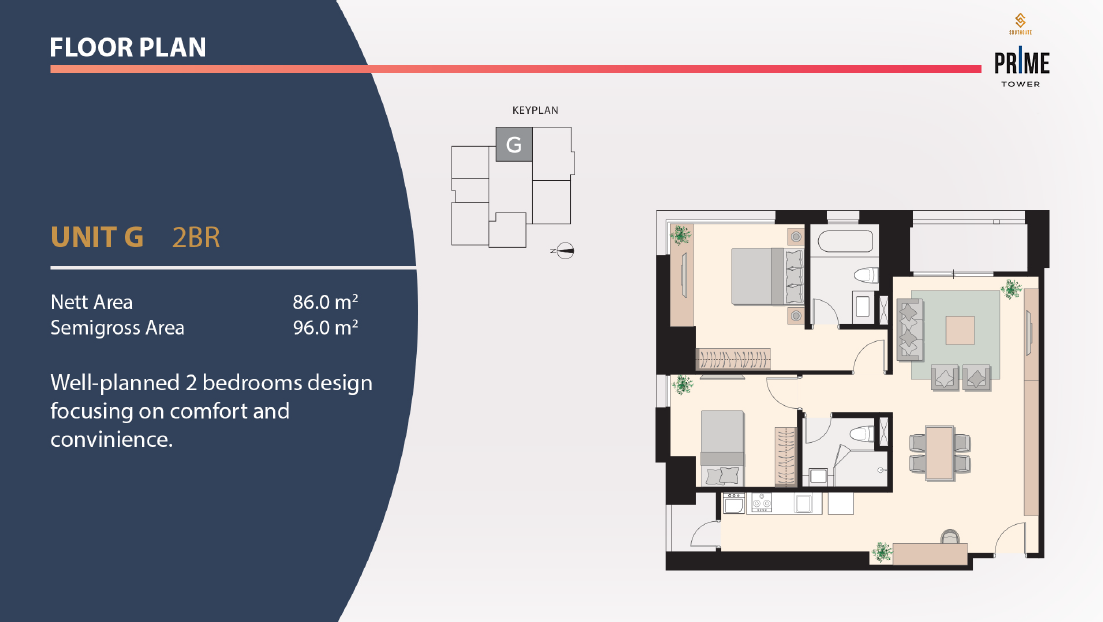 FLOOR PLAN
SOUTHGATE
PRIME
TOWER
KEYPLAN
G
N
UNIT G 2BR
Nett Area 86.0 m²
Semigross Area 96.0 m²
Well-planned 2 bedrooms design
focusing on comfort and
convinience.